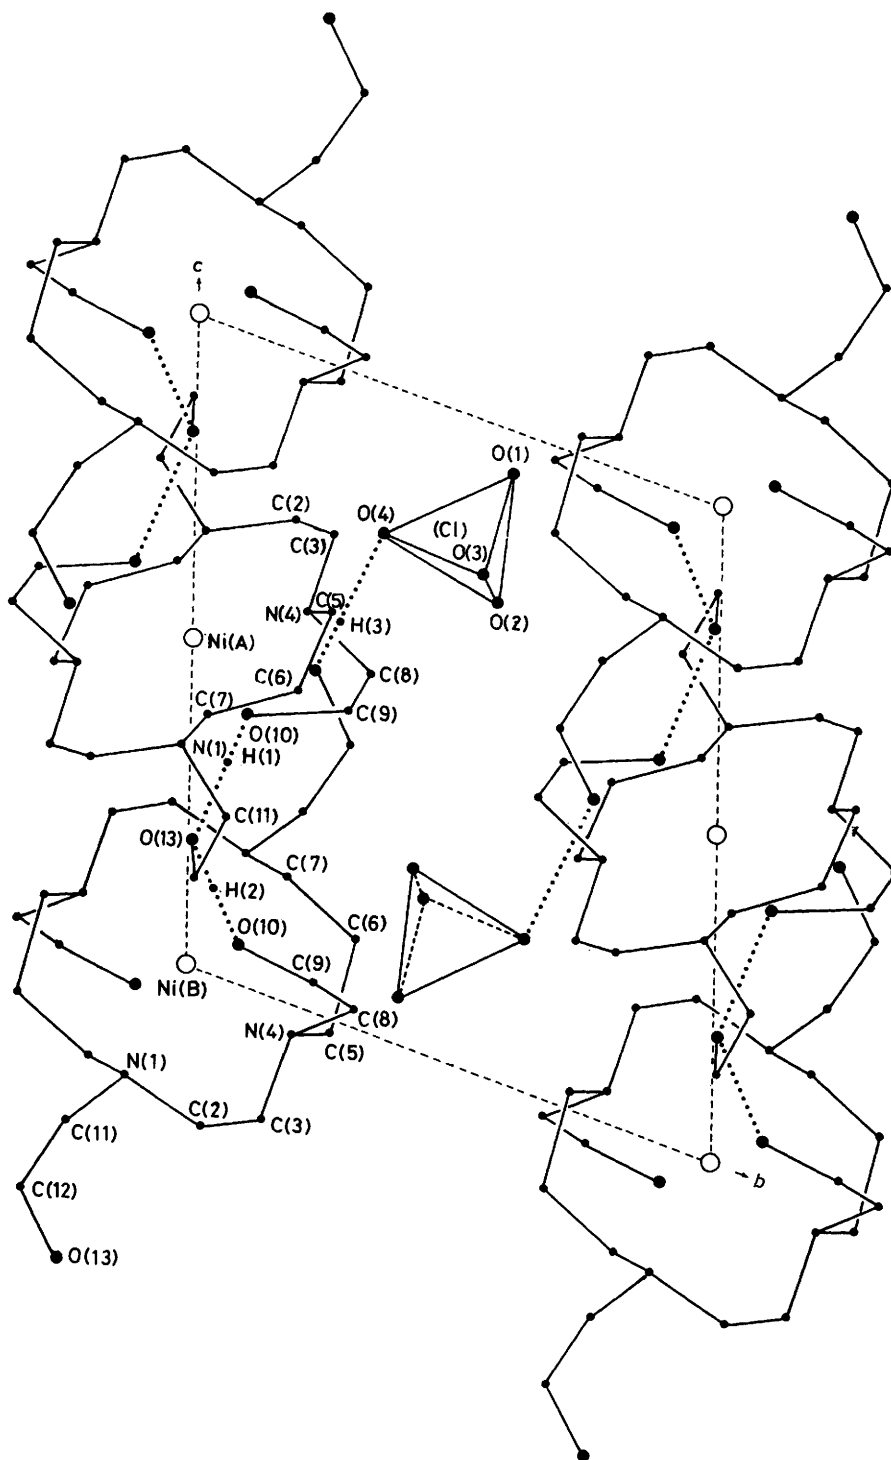 c
O(1)
C(2)
O(4)
(Cl)
C(3)
O(3)
N(4)
C(5)
H(3)
O(2)
Ni(A)
C(6)
C(8)
C(7)
C(9)
O(10)
N(1)
H(1)
C(11)
O(13)
C(7)
H(2)
O(10)
C(6)
C(9)
Ni(B)
C(8)
N(4)
C(5)
N(1)
C(2)
C(3)
C(11)
b
C(12)
O(13)